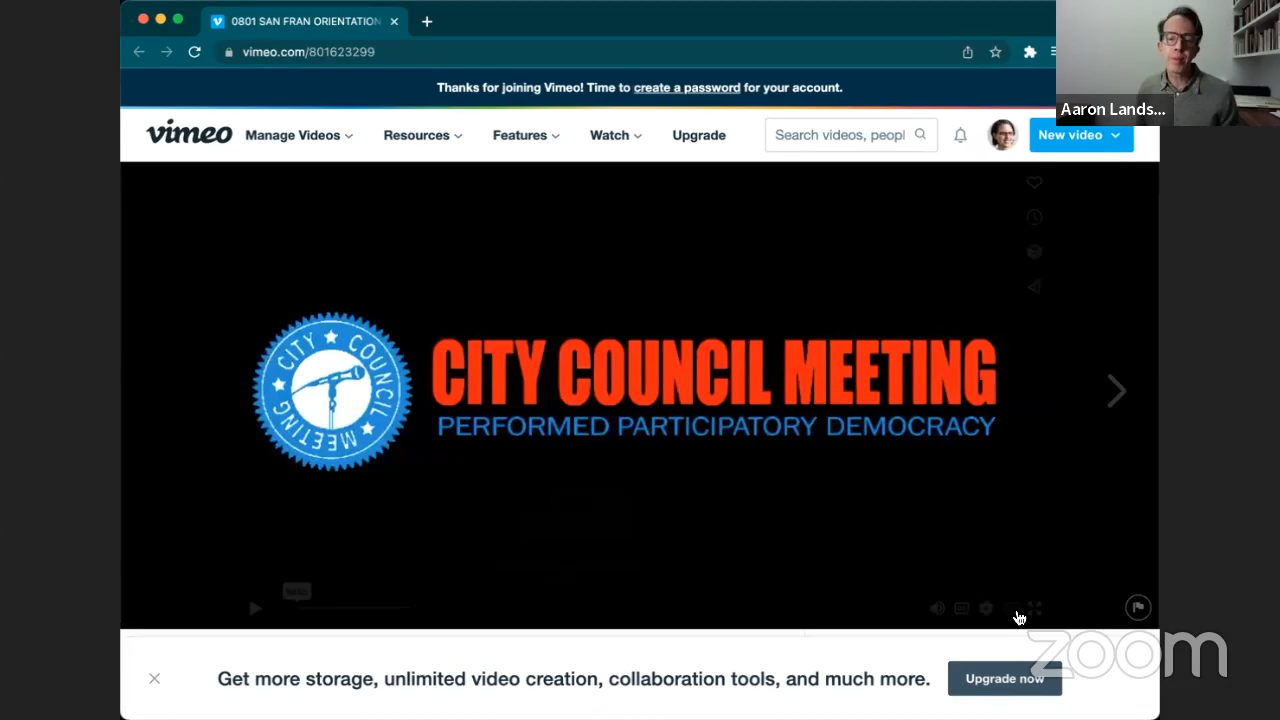 0801 SAN FRAN ORIENTATION
vimeo.com/801623299
Aaron Lands...
Thanks for joining Vimeo! Time to create a password for your account.
vimeo
Manage Videos
Resources
Features
Watch
Upgrade
Search videos, peopl
New video
CITY COUNCIL MEETING
CITY COUNCIL MEETING
PERFORMED PARTICIPATORY DEMOCRACY
Get more storage, unlimited video creation, collaboration tools, and much more.
Upgrade now
zoom